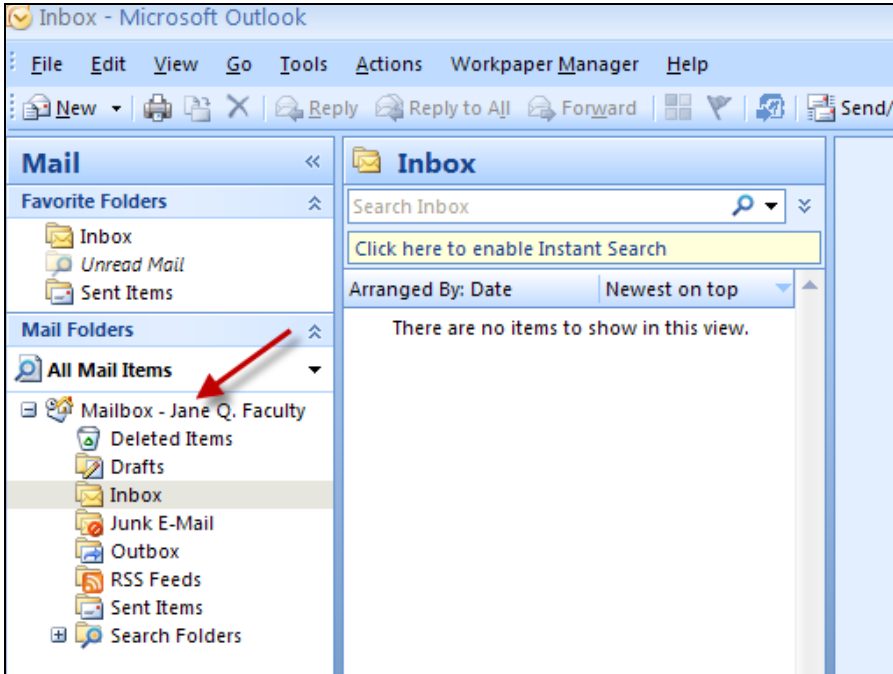 Inbox - Microsoft Outlook
File Edit View Go Tools Actions Workpaper Manager Help
New Reply Reply to All Forward Send/
Mail
Favorite Folders
Inbox
Unread Mail
Sent Items
Mail Folders
All Mail Items
Mailbox - Jane Q. Faculty
Deleted Items
Drafts
Inbox
Junk E-Mail
Outbox
RSS Feeds
Sent Items
Search Folders
Inbox
Search Inbox
Click here to enable Instant Search
Arranged By: Date Newest on top
There are no items to show in this view.